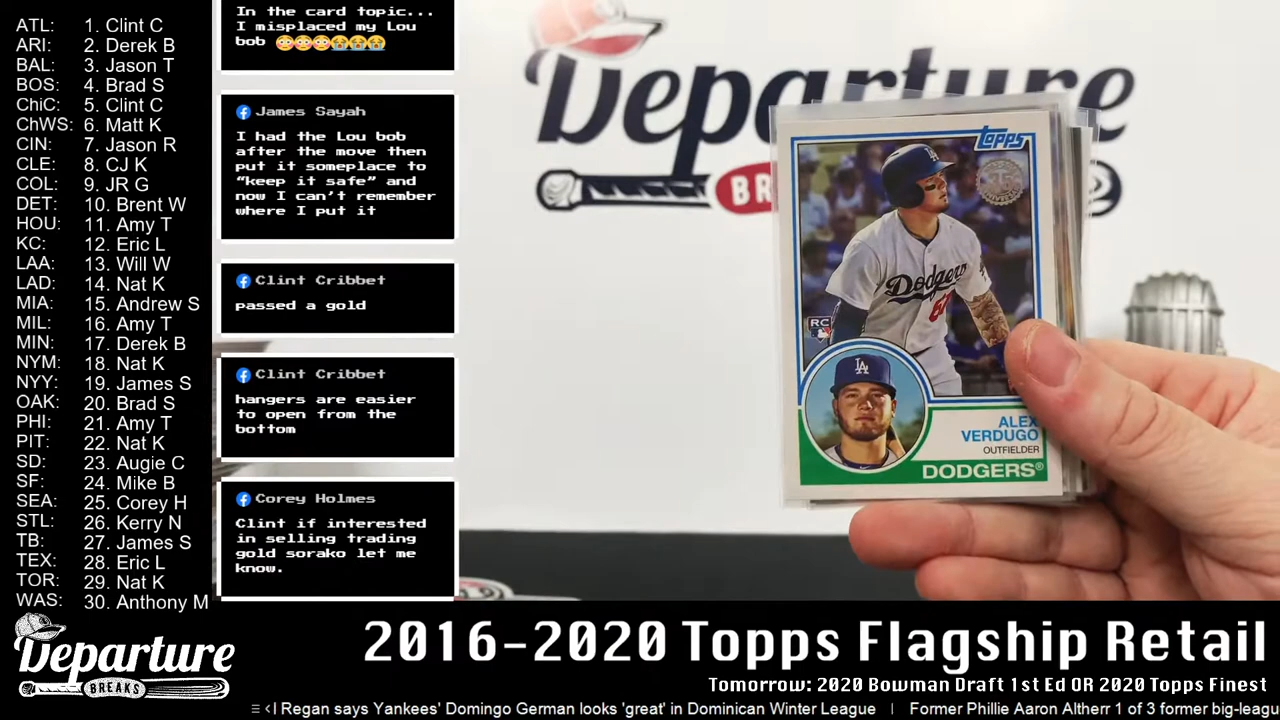 ATL: 1. Clint C
ARI: 2. Derek B
BAL: 3. Jason T
BOS: 4. Brad S
ChiC: 5. Clint C
ChWS: 6. Matt K
CIN: 7. Jason R
CLE: 8. CJ K
COL: 9. JR G
DET: 10. Brent W
HOU: 11. Amy T
KC: 12. Eric L
LAA: 13. Will W
LAD: 14. Nat K
MIA: 15. Andrew S
MIL: 16. Amy T
MIN: 17. Derek B
NYM: 18. Nat K
NYY: 19. James S
OAK: 20. Brad S
PHI: 21. Amy T
PIT: 22. Nat K
SD: 23. Augie C
SF: 24. Mike B
SEA: 25. Corey H
STL: 26. Kerry N
TB: 27. James S
TEX: 28. Eric L
TOR: 29. Nat K
WAS: 30. Anthony M
In the card topic...
I misplaced my Lou
bob 😳😳😳😭😭😭
James Sayah
I had the Lou bob
after the move then
put it someplace to
"keep it safe" and
now I can't remember
where I put it
Clint Cribbet
passed a gold
Clint Cribbet
hangers are easier
to open from the
bottom
Corey Holmes
Clint if interested
in selling trading
gold sorako let me
know.
Departure
BR
Topps
35
Dodgers
RC
LA
ALEX
VERDUGO
OUTFIELDER
DODGERS®
Departure
BREAKS
2016-2020 Topps Flagship Retail
Tomorrow: 2020 Bowman Draft 1st Ed OR 2020 Topps Finest
l Regan says Yankees' Domingo German looks 'great' in Dominican Winter League | Former Phillie Aaron Altherr 1 of 3 former big-leagu